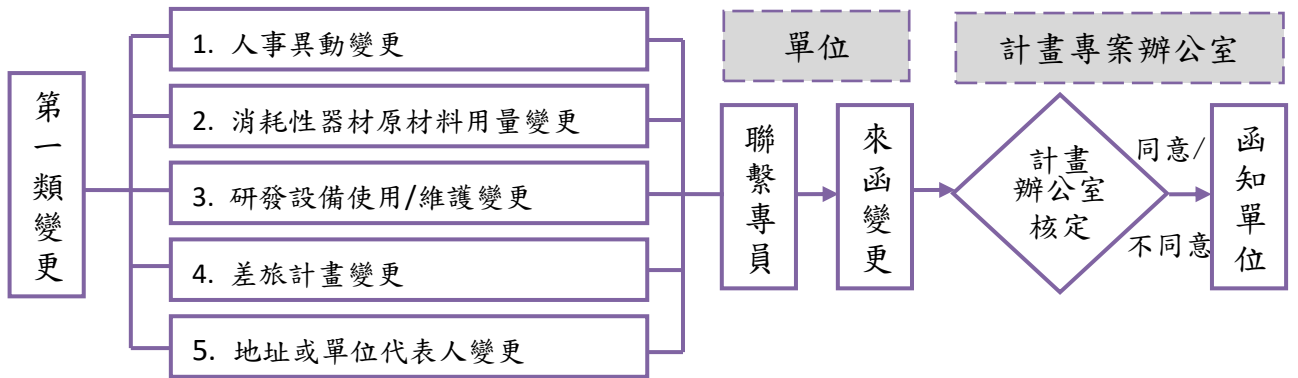 第一類變更
1. 人事異動變更
2. 消耗性器材原材料用量變更
3. 研發設備使用/維護變更
4. 差旅計畫變更
5. 地址或單位代表人變更
單位
計畫專案辦公室
聯繫專員
來函變更
計畫
辦公室
核定
同意/
不同意
函知單位